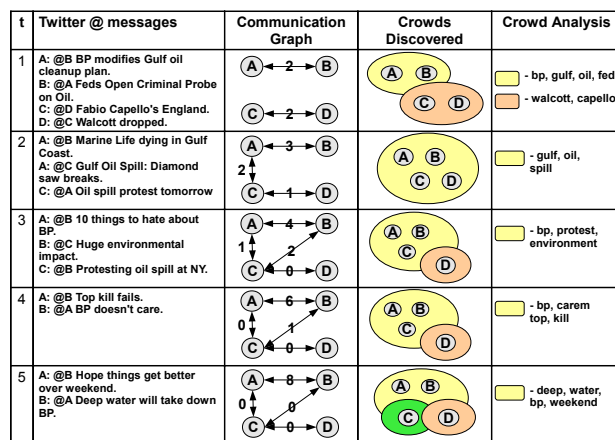 t Twitter @ messages Communication Graph Crowds Discovered Crowd Analysis
1
A: @B BP modifies Gulf oil
cleanup plan.
B: @A Feds Open Criminal Probe
on Oil.
C: @D Fabio Capello's England.
D: @C Walcott dropped.
A 2 B
C 2 D
A B
C D
- bp, gulf, oil, fed
- walcott, capello
2
A: @B Marine Life dying in Gulf
Coast.
A: @C Gulf Oil Spill: Diamond
saw breaks.
C: @A Oil spill protest tomorrow
A 3 B
2
C 1 D
A B
C D
- gulf, oil,
spill
3
A: @B 10 things to hate about
BP.
B: @C Huge environmental
impact.
C: @B Protesting oil spill at NY.
A 4 B
1 2
C 0 D
A B
C
D
- bp, protest,
environment
4
A: @B Top kill fails.
B: @A BP doesn't care.
A 6 B
0 1
C 0 D
A B
C
D
- bp, carem
top, kill
5
A: @B Hope things get better
over weekend.
B: @A Deep water will take down
BP.
A 8 B
0 0
C 0 D
A B
C D
- deep, water,
bp, weekend